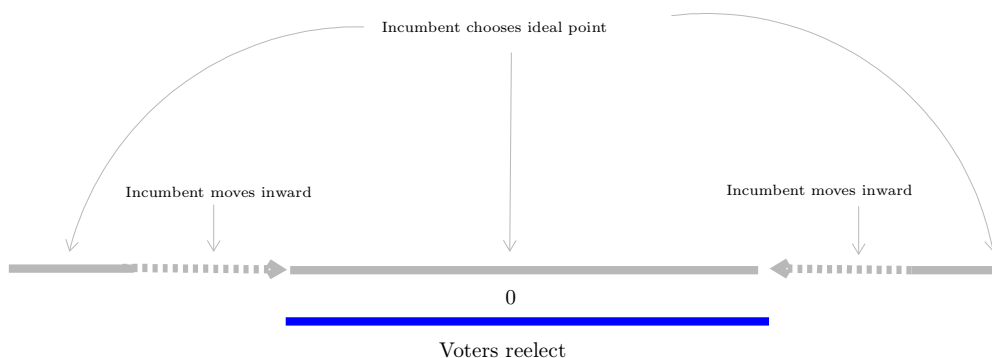 Incumbent chooses ideal point
Incumbent moves inward
Incumbent moves inward
0
Voters reelect